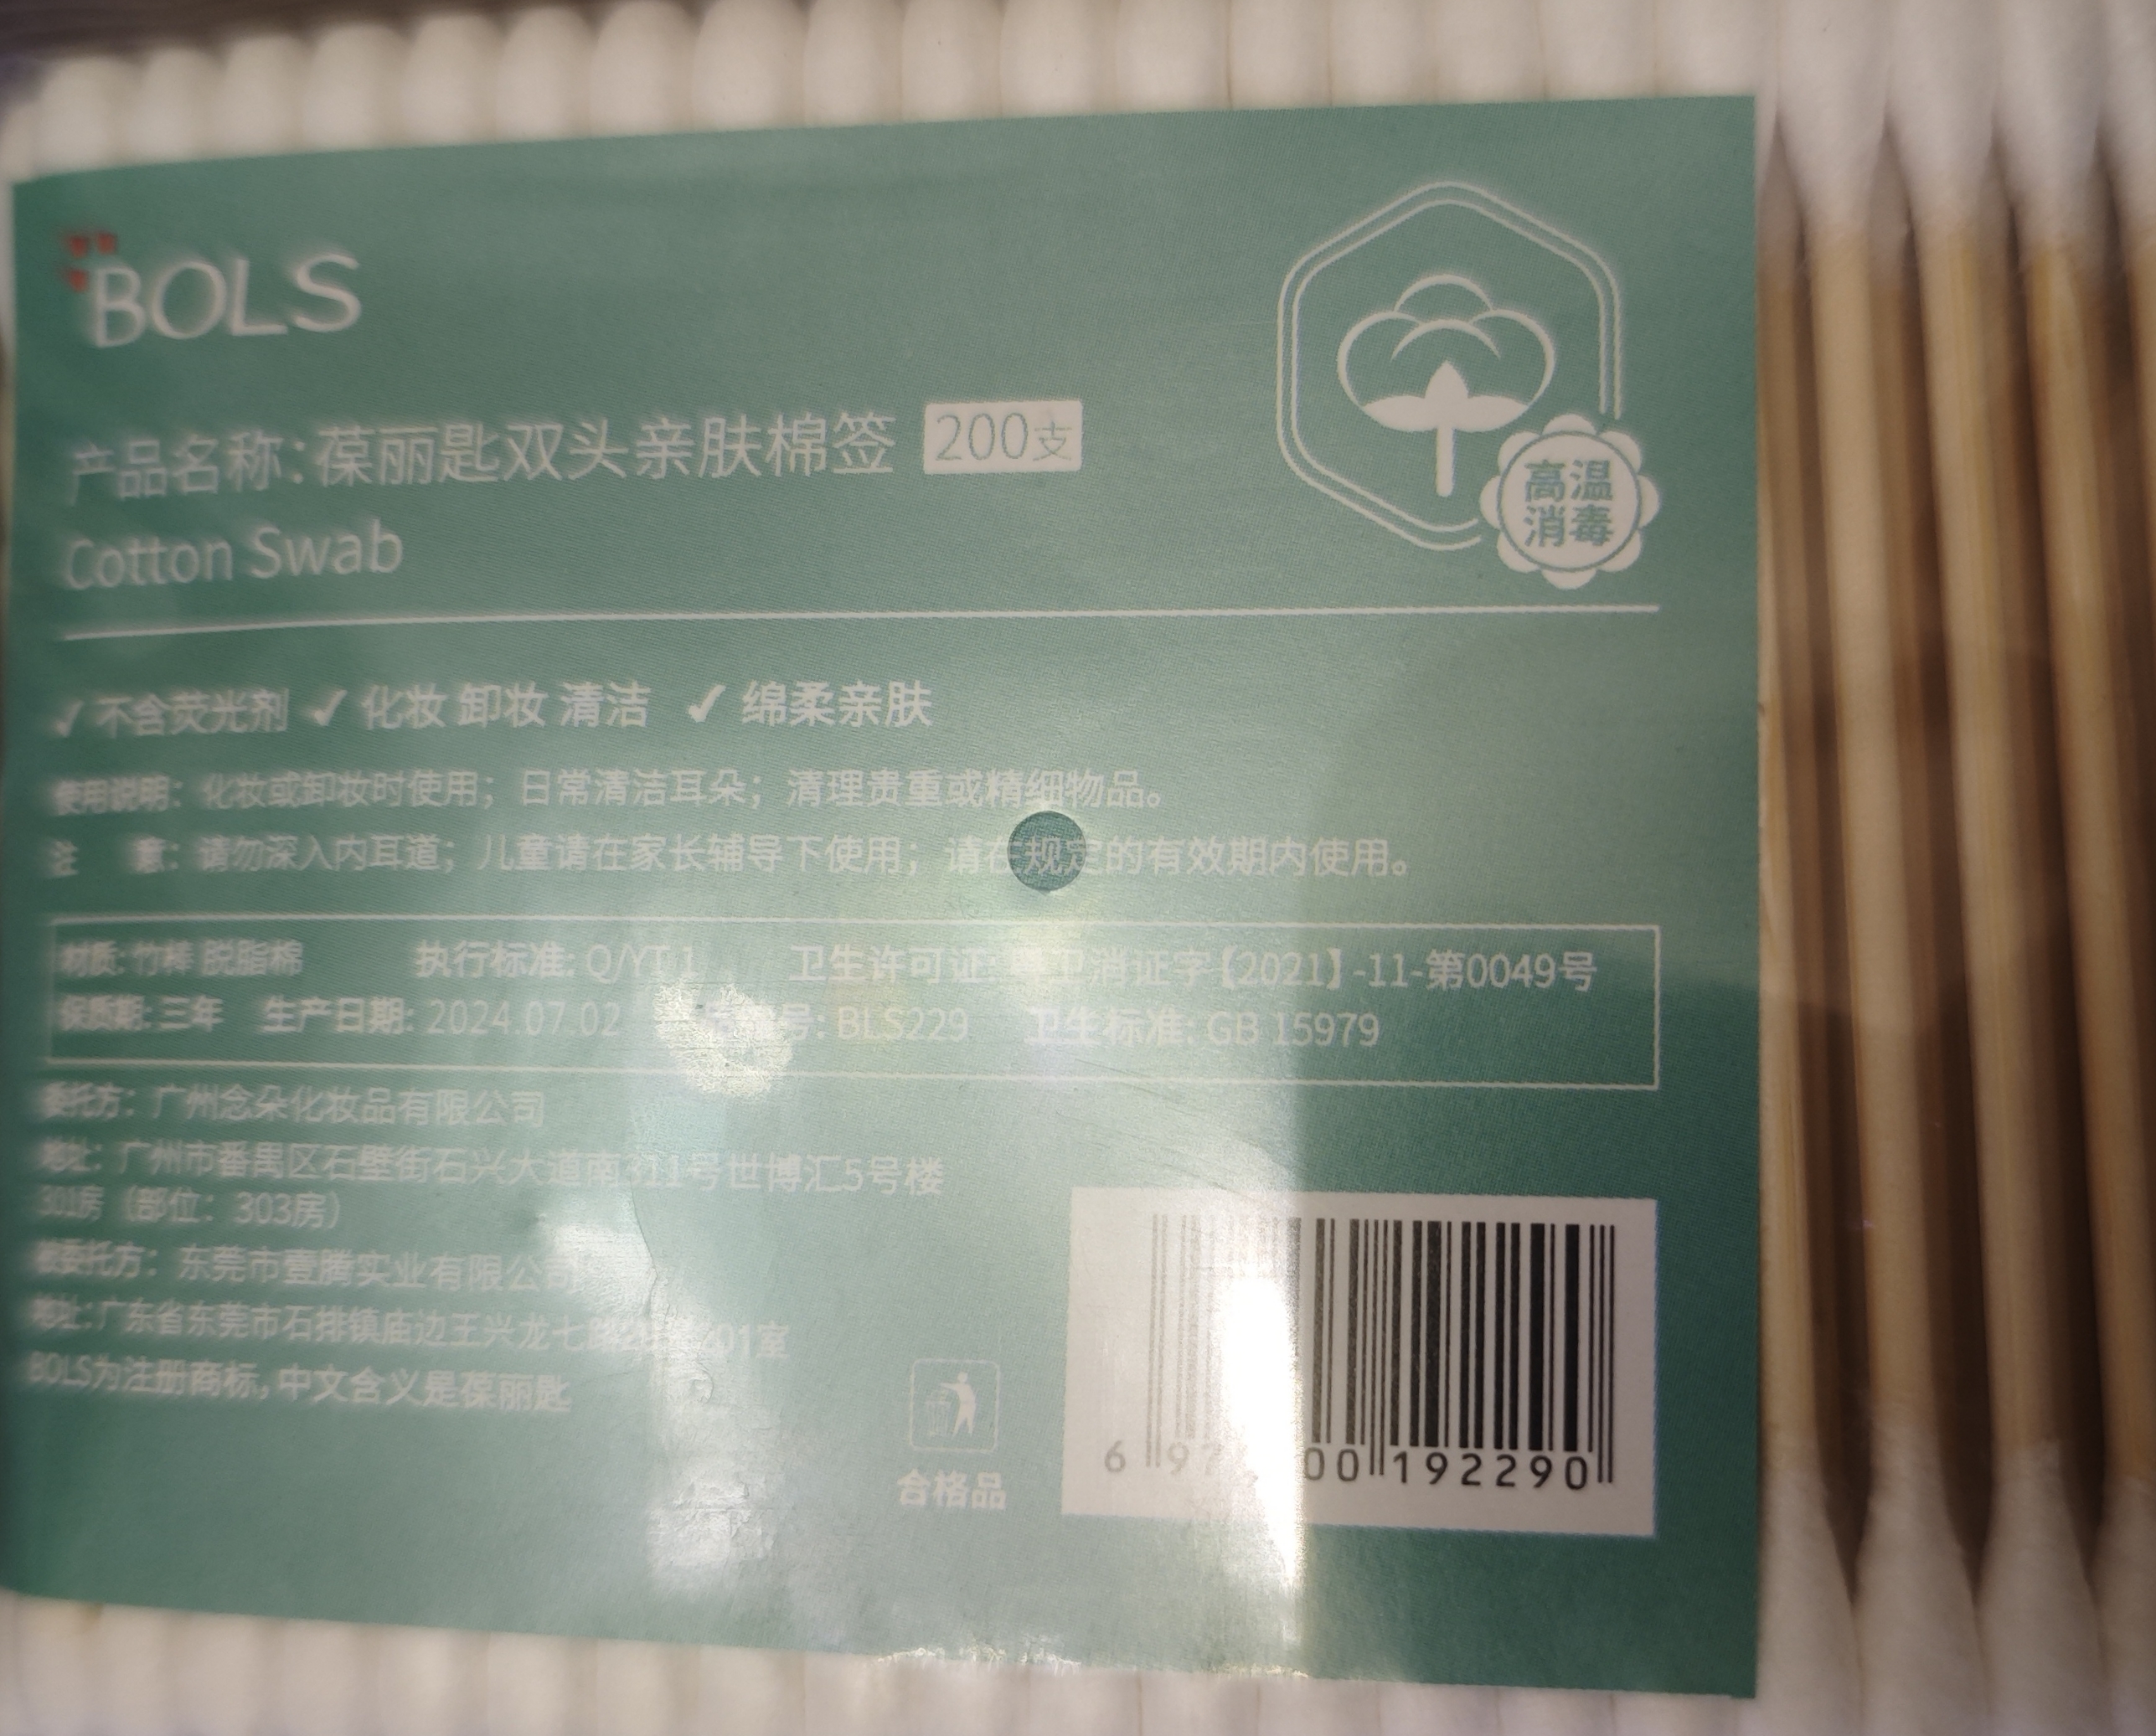 BOLS
产品名称：葆丽匙双头亲肤棉签 200支
Cotton Swab
高温
消毒
✓不含荧光剂 ✓化妆 卸妆 清洁 ✓绵柔亲肤
使用说明：化妆或卸妆时使用；日常清洁耳朵；清理贵重或精细物品。
注 意：请勿深入内耳道；儿童请在家长辅导下使用；请在规定的有效期内使用。
材质：竹棒 脱脂棉 执行标准：Q/YT 1 卫生许可证： 卫消证字【2021】-11-第0049号
保质期：三年 生产日期：2024.07.02 号：BLS229 卫生标准：GB 15979
委托方：广州念朵化妆品有限公司
地址：广州市番禺区石壁街石兴大道南311号世博汇5号楼
301房（部位：303房）
被委托方：东莞市壹腾实业有限公司
地址：广东省东莞市石排镇庙边王兴龙七 01室
BOLS为注册商标，中文含义是葆丽匙
合格品
6 97 00 192290